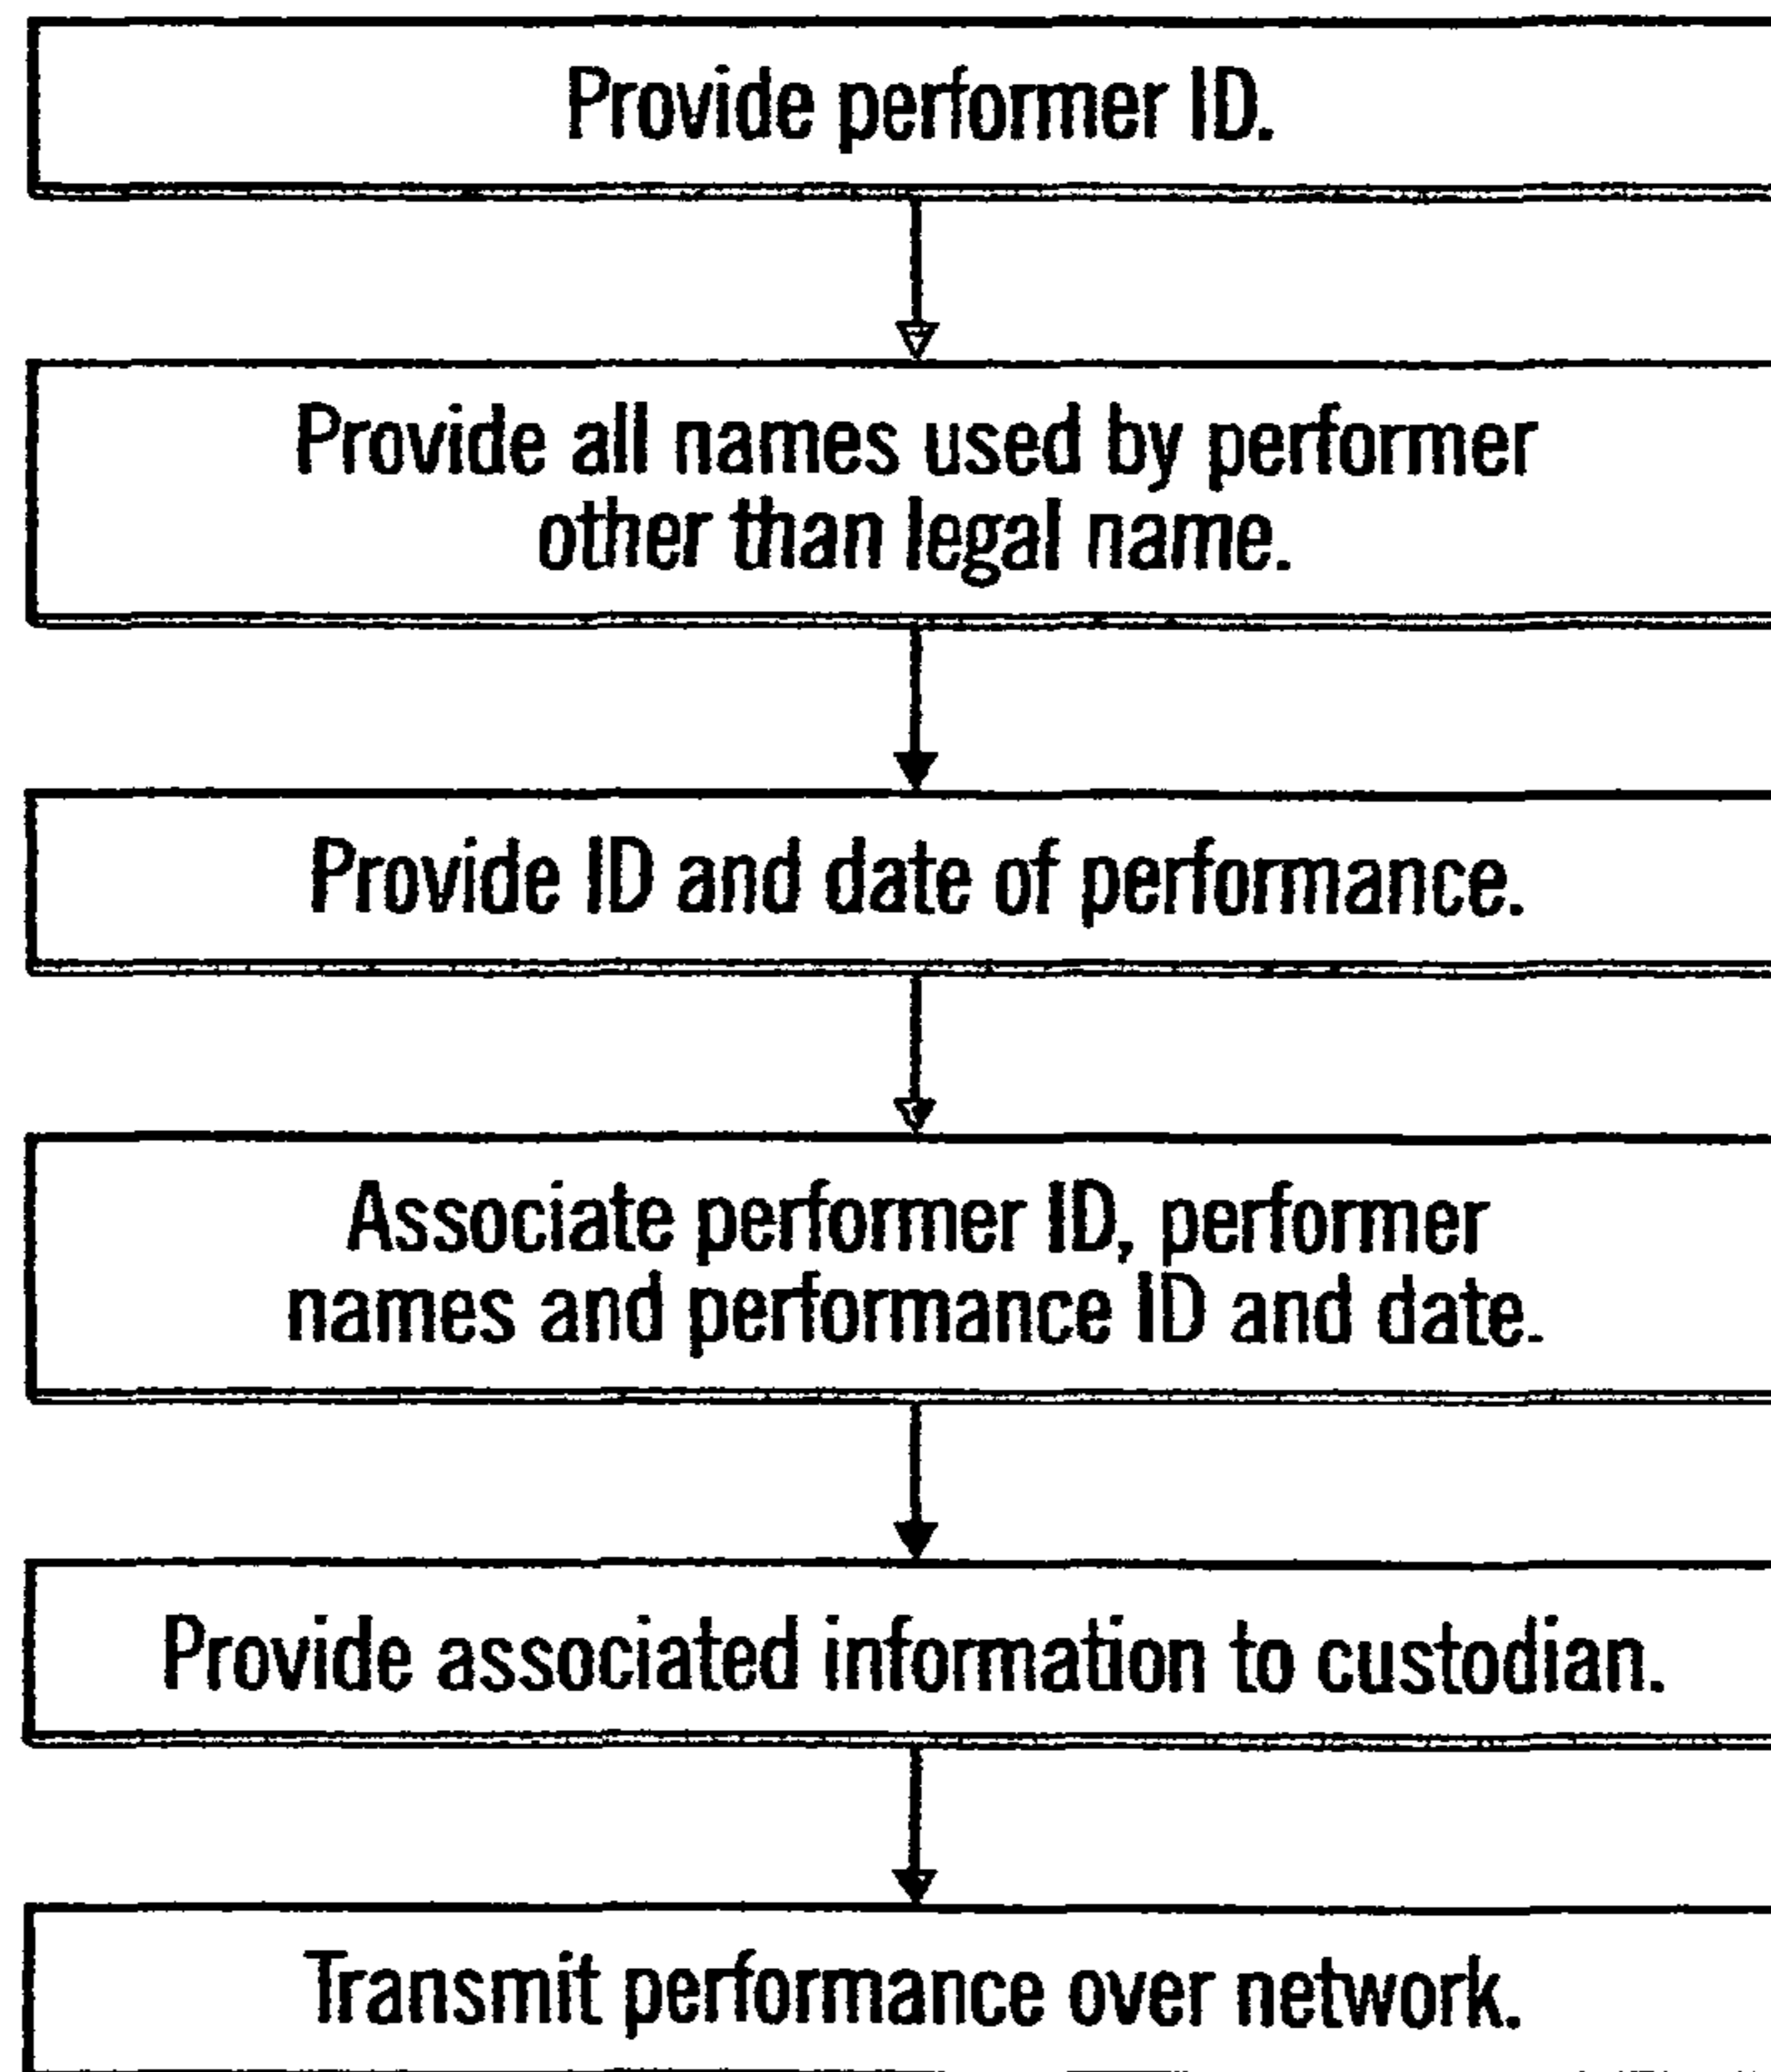 Provide performer ID.
Provide all names used by performer
other than legal name.
Provide ID and date of performance.
Associate performer ID, performer
names and performance ID and date.
Provide associated information to custodian.
Transmit performance over network.